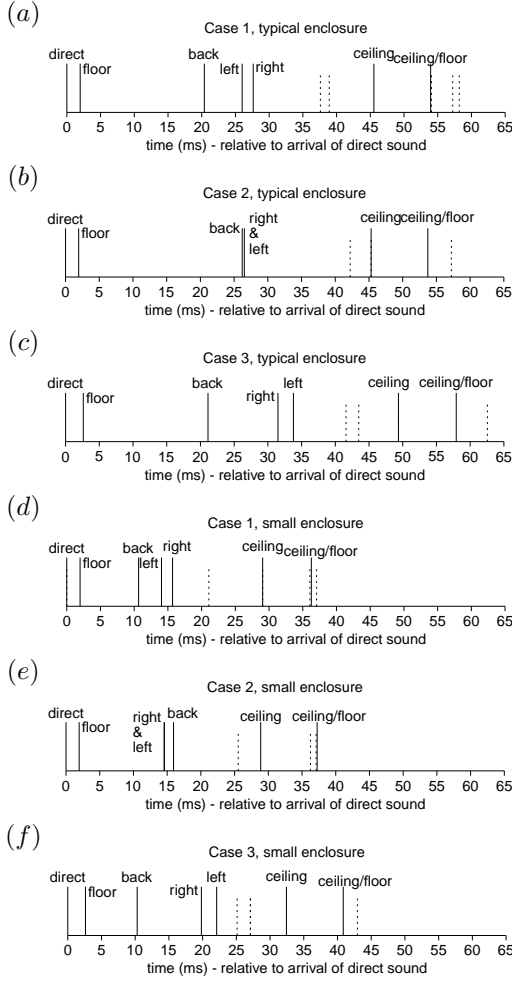 (a)
Case 1, typical enclosure
direct floor back left right ceiling ceiling/floor
0 5 10 15 20 25 30 35 40 45 50 55 60 65
time (ms) - relative to arrival of direct sound
(b)
Case 2, typical enclosure
direct floor back right & left ceiling ceiling/floor
0 5 10 15 20 25 30 35 40 45 50 55 60 65
time (ms) - relative to arrival of direct sound
(c)
Case 3, typical enclosure
direct floor back right left ceiling ceiling/floor
0 5 10 15 20 25 30 35 40 45 50 55 60 65
time (ms) - relative to arrival of direct sound
(d)
Case 1, small enclosure
direct floor back left right ceiling ceiling/floor
0 5 10 15 20 25 30 35 40 45 50 55 60 65
time (ms) - relative to arrival of direct sound
(e)
Case 2, small enclosure
direct floor right & left back ceiling ceiling/floor
0 5 10 15 20 25 30 35 40 45 50 55 60 65
time (ms) - relative to arrival of direct sound
(f)
Case 3, small enclosure
direct floor back right left ceiling ceiling/floor
0 5 10 15 20 25 30 35 40 45 50 55 60 65
time (ms) - relative to arrival of direct sound